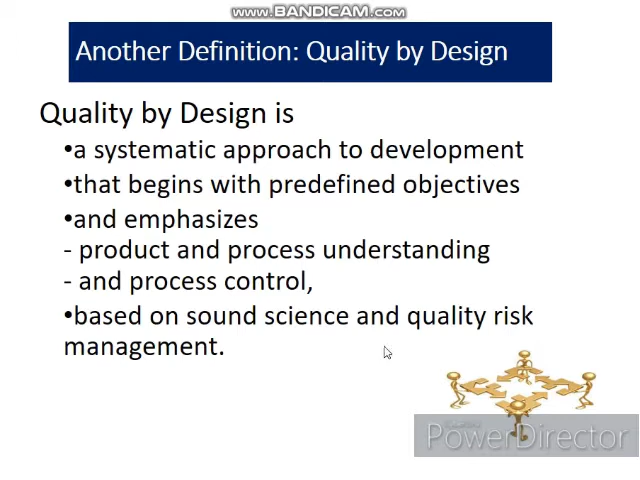 www.BANDICAM.com
Another Definition: Quality by Design
Quality by Design is
•a systematic approach to development
•that begins with predefined objectives
•and emphasizes
- product and process understanding
- and process control,
•based on sound science and quality risk
management.
PowerDirector